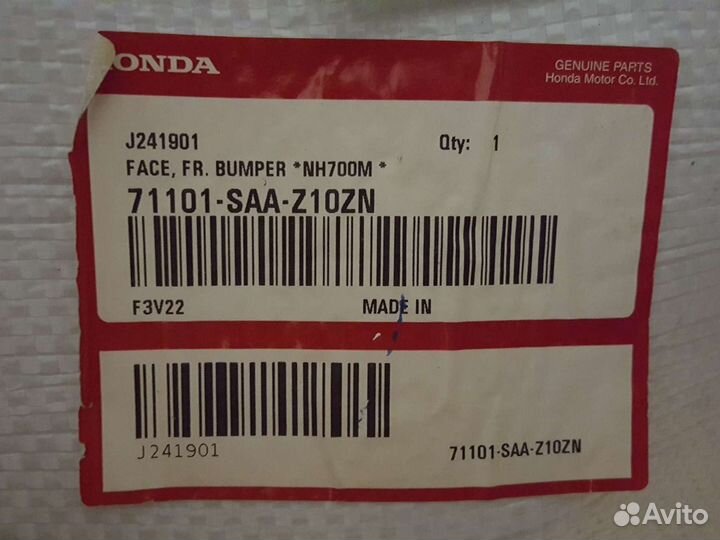 ONDA
GENUINE PARTS
Honda Motor Co. Ltd.
J241901 Qty: 1
FACE, FR. BUMPER *NH700M *
71101-SAA-Z10ZN
F3V22 MADE IN
J241901
71101-SAA-Z10ZN
Avito